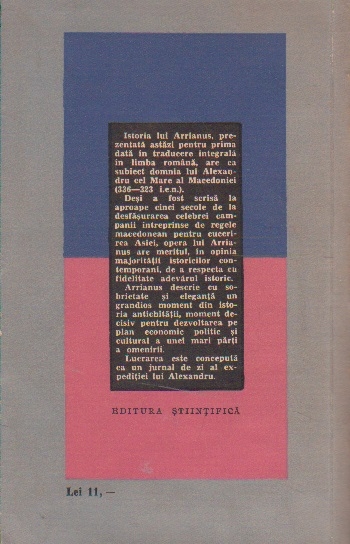 Istoria lui Arrianus, pre-
zentată astăzi pentru prima
dată in traducere integrală
in limba română, are ca
subiect domnia lui Alexan-
dru cel Mare al Macedoniei
(336—323 i.e.n.).
Deşi a fost scrisă la
aproape cinci secole de la
desfăşurarea celebrei cam-
panii intreprinse de regele
macedonean pentru cuceri-
rea Asiei, opera lui Arria-
nus are meritul, in opinia
majorităţii istoricilor con-
temporani, de a respecta cu
fidelitate adevărul istoric.
Arrianus descrie cu so-
brietate şi eleganţă un
grandios moment din isto-
ria antichităţii, moment de-
cisiv pentru dezvoltarea pe
plan economic politic şi
cultural a unei mari părţi
a omenirii.
Lucrarea este concepută
ca un jurnal de zi al ex-
pediţiei lui Alexandru.
EDITURA ŞTIINŢIFICĂ
Lei 11,—